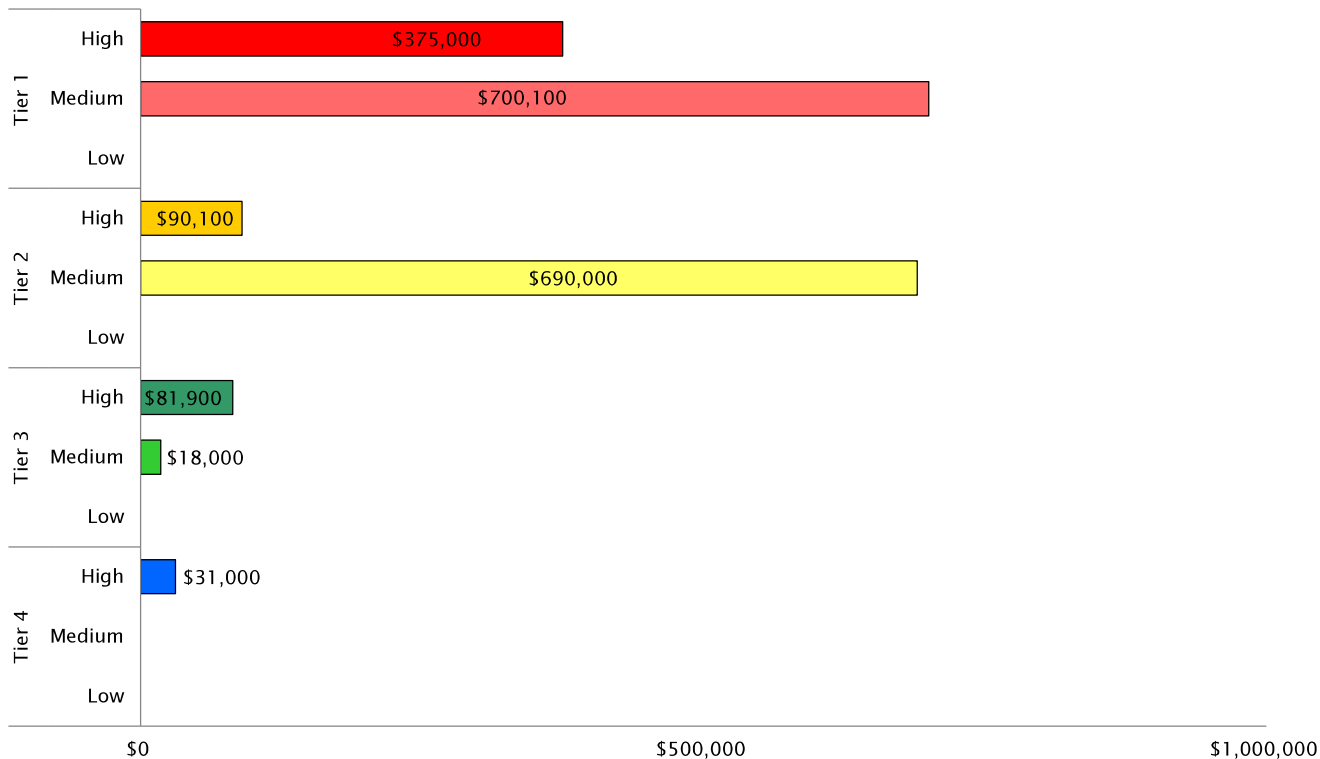 Tier 1
High
$375,000
Medium
$700,100
Low
Tier 2
High
$90,100
Medium
$690,000
Low
Tier 3
High
$81,900
Medium
$18,000
Low
Tier 4
High
$31,000
Medium
Low
$0 $500,000 $1,000,000